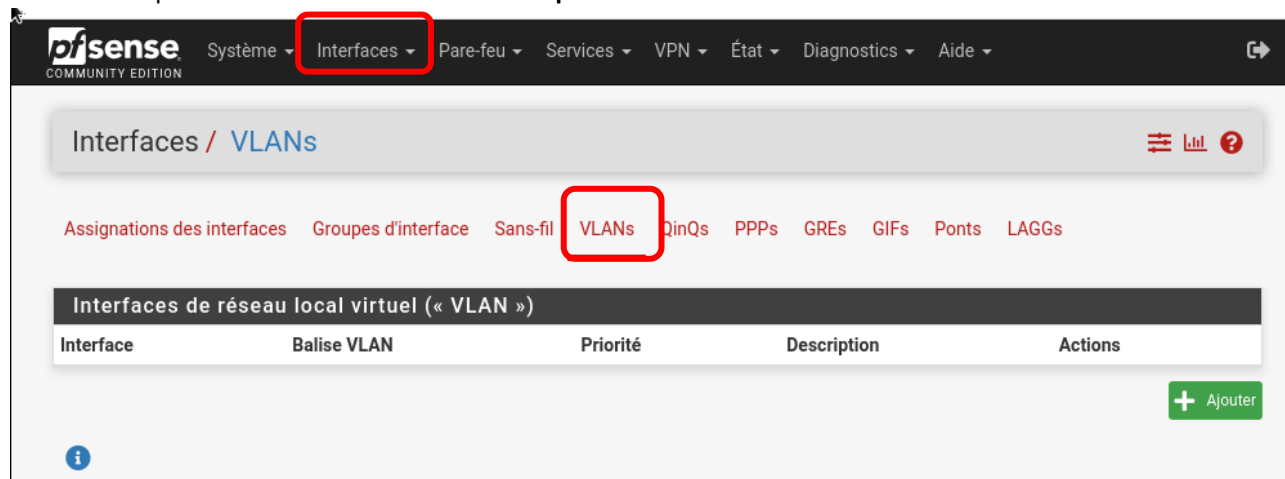 pfsense Système Interfaces Pare-feu Services VPN État Diagnostics Aide
COMMUNITY EDITION
Interfaces / VLANs
Assignations des interfaces Groupes d'interface Sans-fil VLANs QinQs PPPs GREs GIFs Ponts LAGGs
Interfaces de réseau local virtuel (« VLAN »)
Interface Balise VLAN Priorité Description Actions
Ajouter